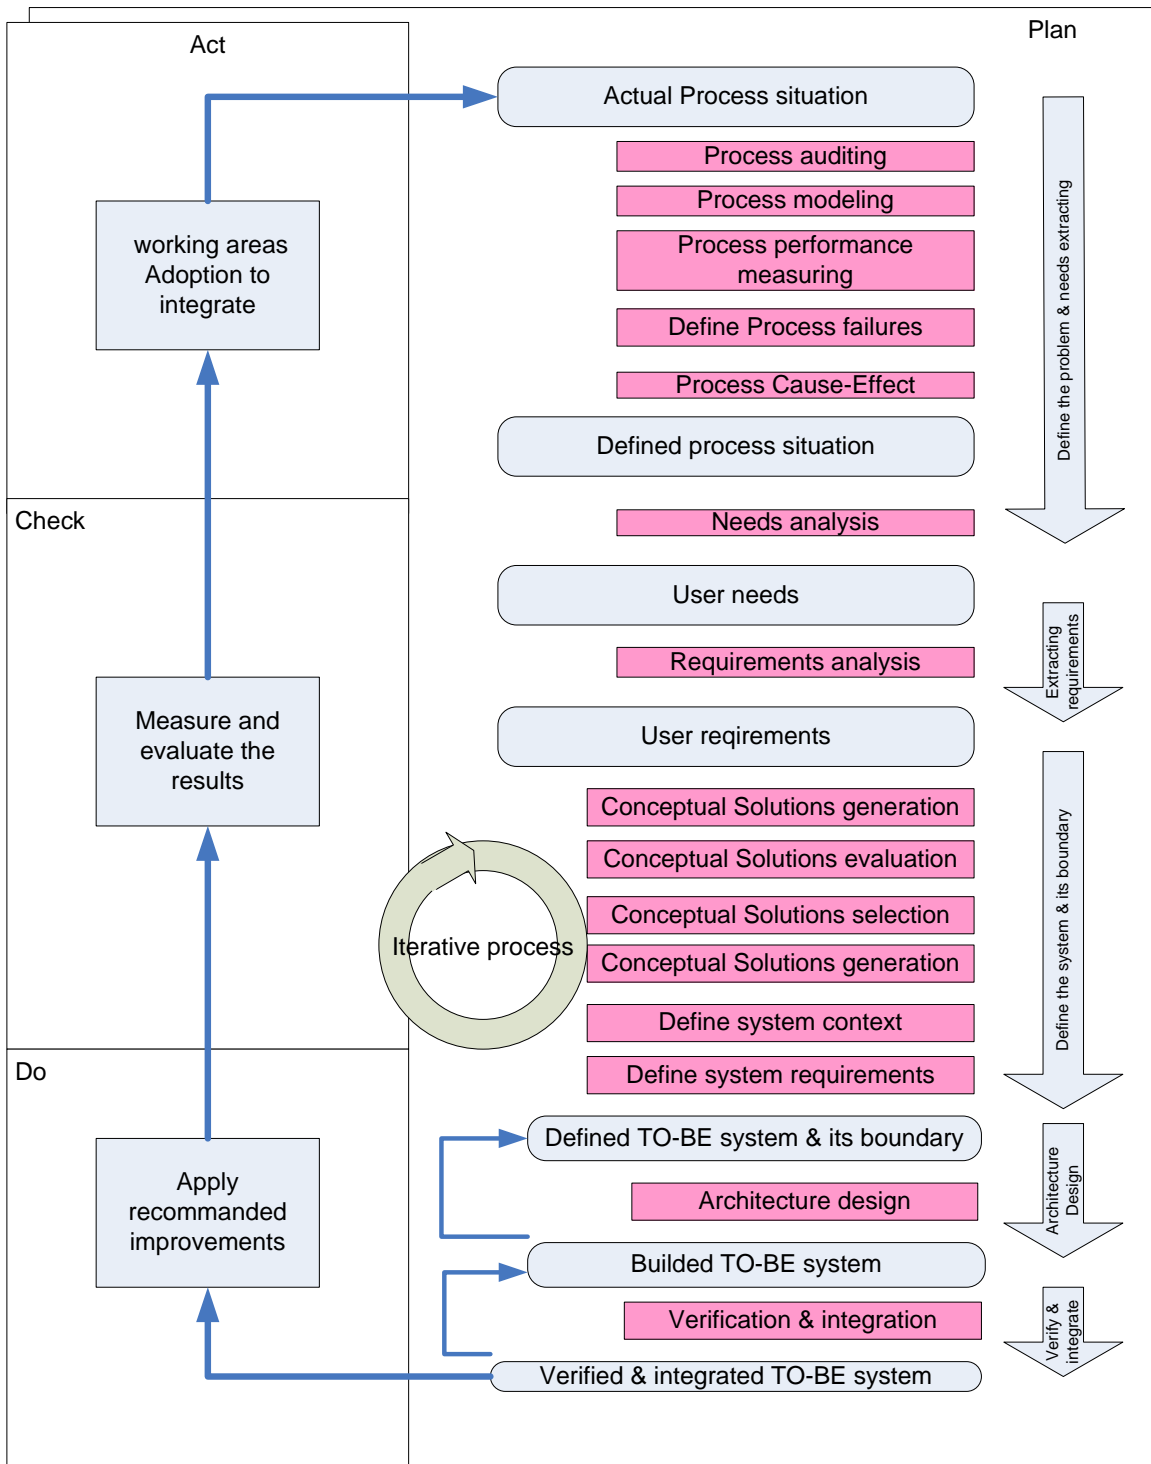 Act
Plan
Actual Process situation
Process auditing
Process modeling
Process performance
measuring
Define Process failures
Process Cause-Effect
Defined process situation
Needs analysis
User needs
Requirements analysis
User reqirements
Conceptual Solutions generation
Conceptual Solutions evaluation
Conceptual Solutions selection
Conceptual Solutions generation
Define system context
Define system requirements
Iterative process
Defined TO-BE system & its boundary
Architecture design
Builded TO-BE system
Verification & integration
Verified & integrated TO-BE system
Define the problem & needs extracting
Extracting
requirements
Define the system & its boundary
Architecture
Design
Verify &
integrate
working areas
Adoption to
integrate
Check
Measure and
evaluate the
results
Do
Apply
recommanded
improvements